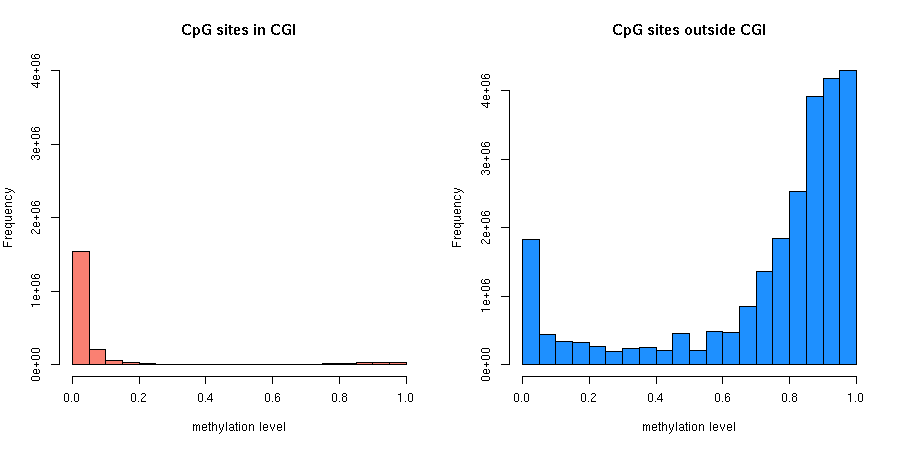 CpG sites in CGI
Frequency
4e+06
3e+06
2e+06
1e+06
0e+00
0.0 0.2 0.4 0.6 0.8 1.0
methylation level
CpG sites outside CGI
Frequency
4e+06
3e+06
2e+06
1e+06
0e+00
0.0 0.2 0.4 0.6 0.8 1.0
methylation level